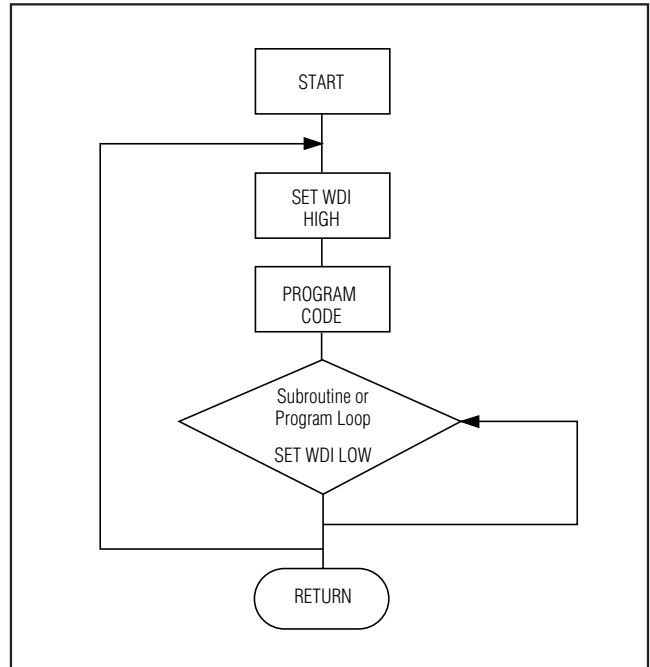 START
SET WDI
HIGH
PROGRAM
CODE
Subroutine or
Program Loop
SET WDI LOW
RETURN